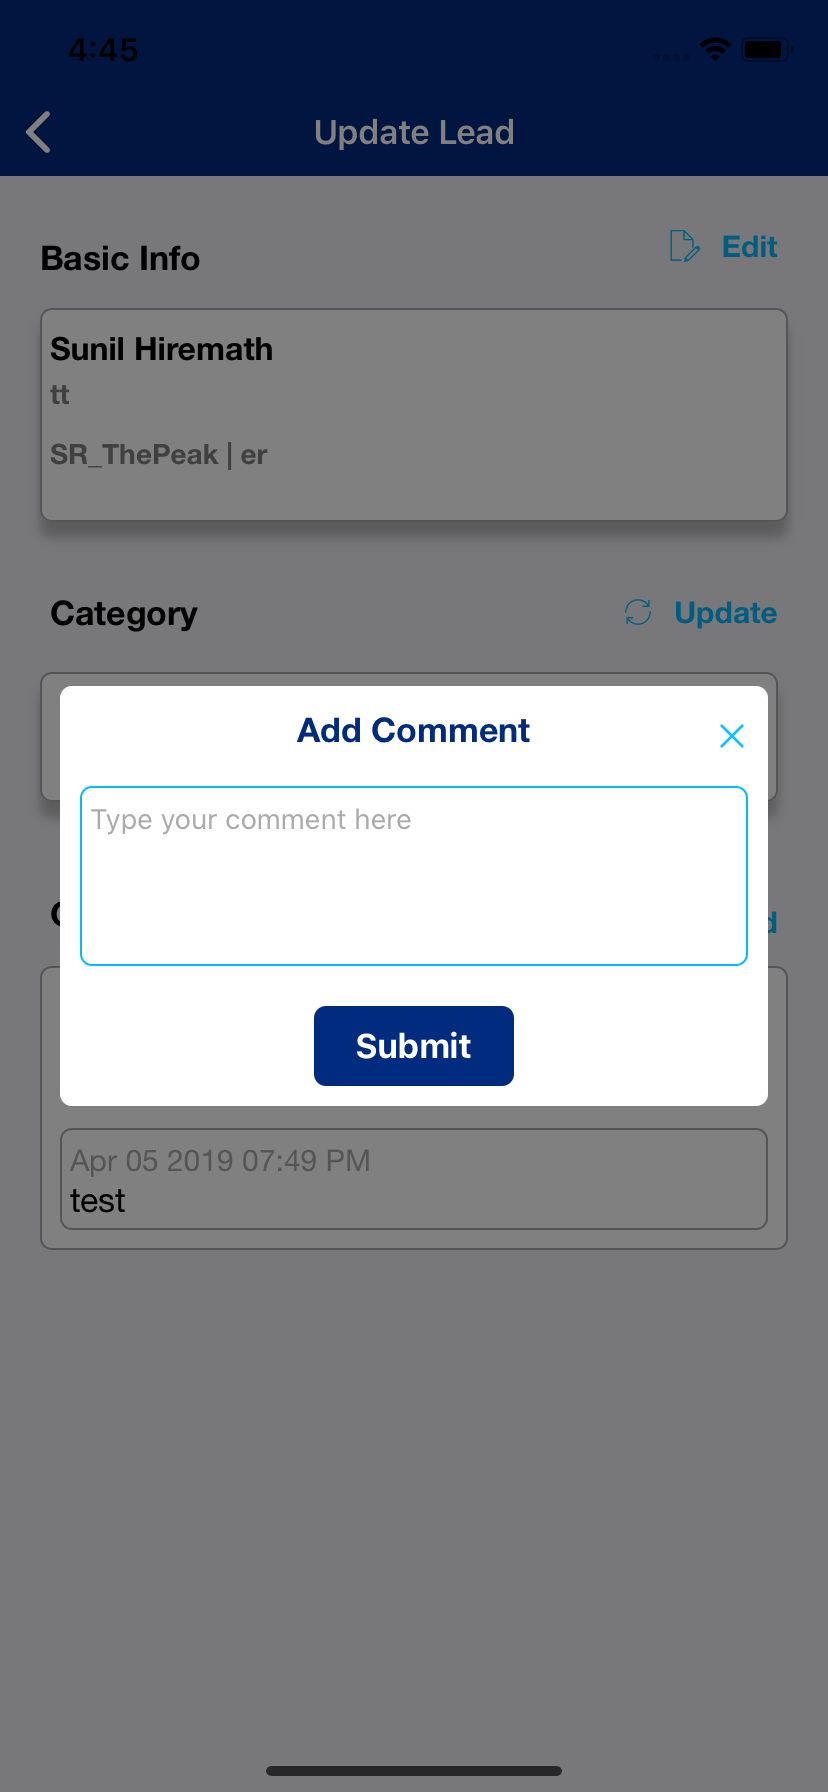 4:45
Update Lead
Basic Info
Edit
Sunil Hiremath
tt
SR_ThePeak | er
Category
Update
Add Comment
Type your comment here
Submit
Apr 05 2019 07:49 PM
test